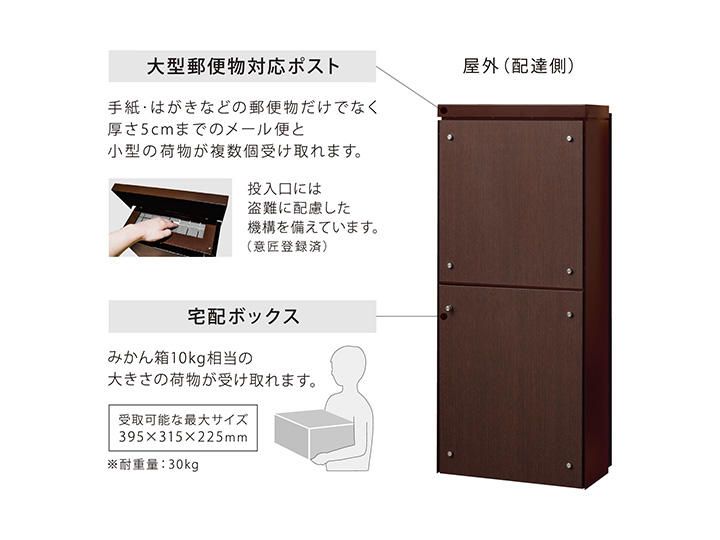 大型郵便物対応ポスト
手紙・はがきなどの郵便物だけでなく
厚さ5cmまでのメール便と
小型の荷物が複数個受け取れます。
投入口には
盗難に配慮した
機構を備えています。
（意匠登録済）
宅配ボックス
みかん箱10kg相当の
大きさの荷物が受け取れます。
受取可能な最大サイズ
395×315×225mm
※耐重量：30kg
屋外（配達側）